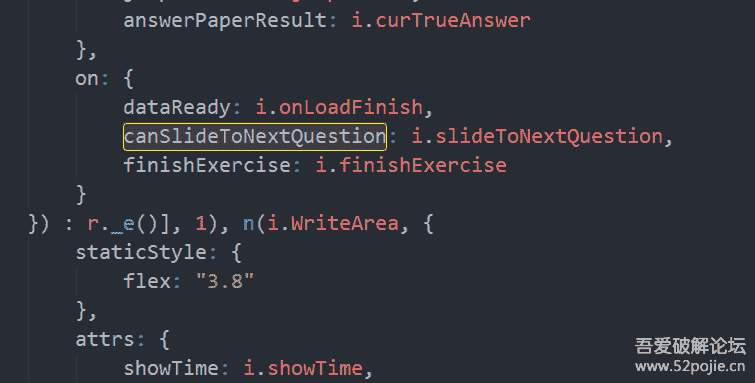 answerPaperResult: i.curTrueAnswer
},
on: {
dataReady: i.onLoadFinish,
canSlideToNextQuestion: i.slideToNextQuestion,
finishExercise: i.finishExercise
}
}) : r._e()], 1), n(i.WriteArea, {
staticStyle: {
flex: "3.8"
},
attrs: {
showTime: i.showTime,
吾爱破解论坛
www.52pojie.cn